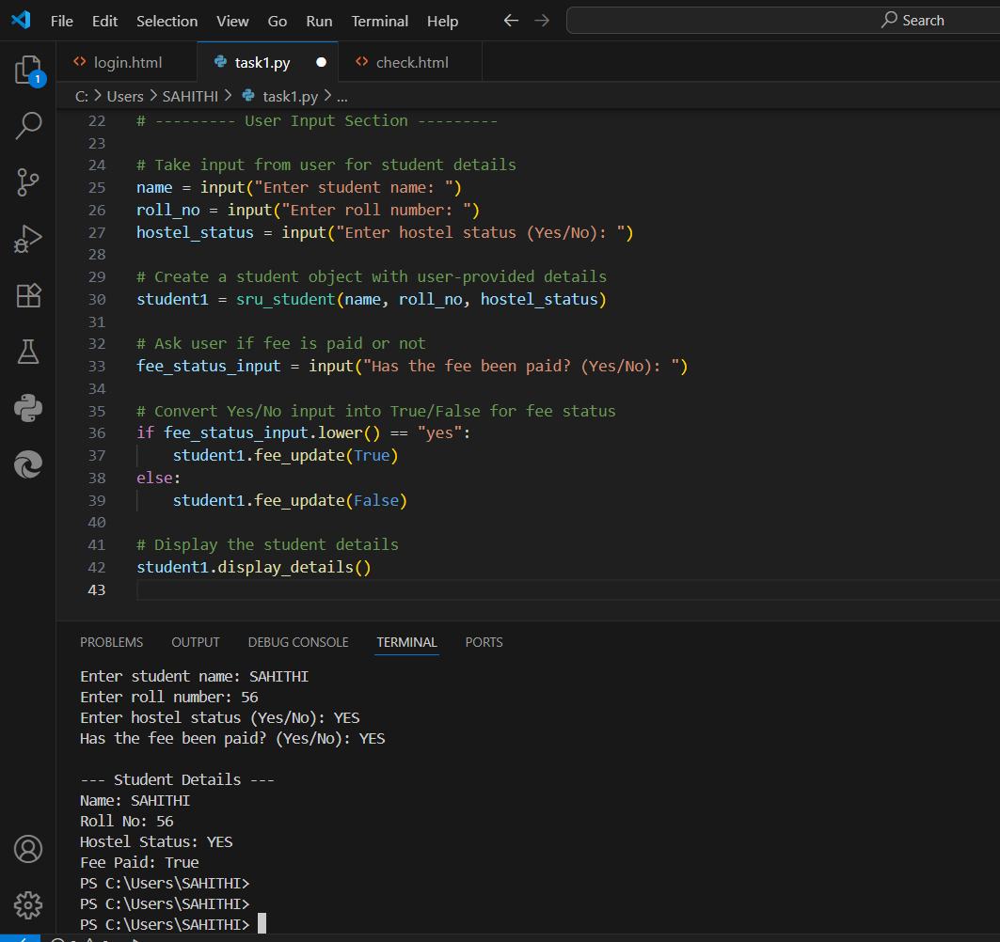 File Edit Selection View Go Run Terminal Help Search
1
login.html task1.py check.html
C: > Users > SAHITHI > task1.py > ...
22 # --------- User Input Section ---------
23
24 # Take input from user for student details
25 name = input("Enter student name: ")
26 roll_no = input("Enter roll number: ")
27 hostel_status = input("Enter hostel status (Yes/No): ")
28
29 # Create a student object with user-provided details
30 student1 = sru_student(name, roll_no, hostel_status)
31
32 # Ask user if fee is paid or not
33 fee_status_input = input("Has the fee been paid? (Yes/No): ")
34
35 # Convert Yes/No input into True/False for fee status
36 if fee_status_input.lower() == "yes":
37     student1.fee_update(True)
38 else:
39     student1.fee_update(False)
40
41 # Display the student details
42 student1.display_details()
43
PROBLEMS OUTPUT DEBUG CONSOLE TERMINAL PORTS
Enter student name: SAHITHI
Enter roll number: 56
Enter hostel status (Yes/No): YES
Has the fee been paid? (Yes/No): YES
--- Student Details ---
Name: SAHITHI
Roll No: 56
Hostel Status: YES
Fee Paid: True
PS C:\Users\SAHITHI>
PS C:\Users\SAHITHI>
PS C:\Users\SAHITHI>